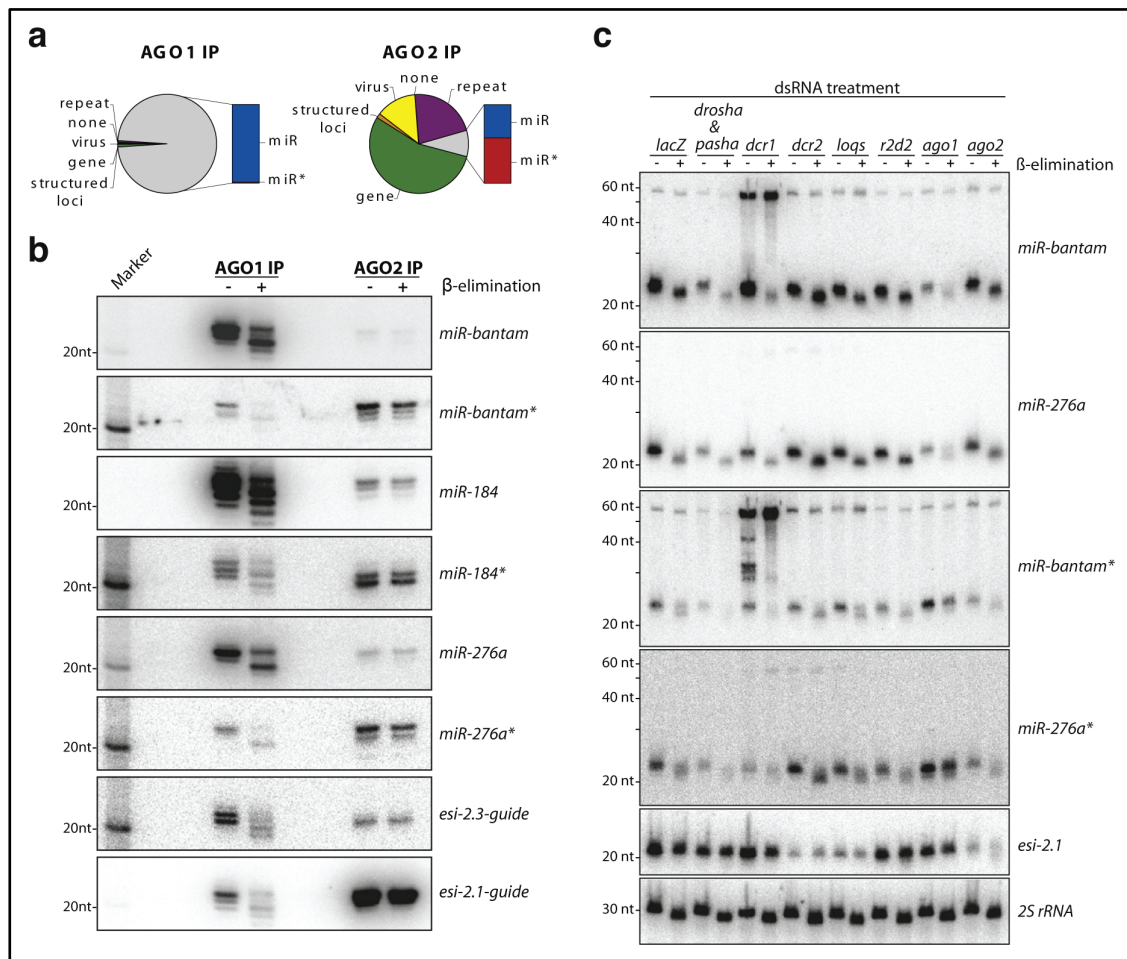 a
AGO1 IP
repeat
none
virus
gene
structured
loci
miR
miR*
AGO2 IP
none
virus
repeat
structured
loci
gene
miR
miR*
b
Marker
AGO1 IP
AGO2 IP
- + - + β-elimination
20nt miR-bantam
20nt miR-bantam*
20nt miR-184
20nt miR-184*
20nt miR-276a
20nt miR-276a*
20nt esi-2.3-guide
20nt esi-2.1-guide
c
dsRNA treatment
lacZ drosha & pasha dcr1 dcr2 loqs r2d2 ago1 ago2
- + - + - + - + - + - + - + - + ß-elimination
60 nt
40 nt
20 nt
miR-bantam
60 nt
40 nt
20 nt
miR-276a
60 nt
40 nt
20 nt
miR-bantam*
60 nt
40 nt
20 nt
miR-276a*
20 nt esi-2.1
30 nt 2S rRNA